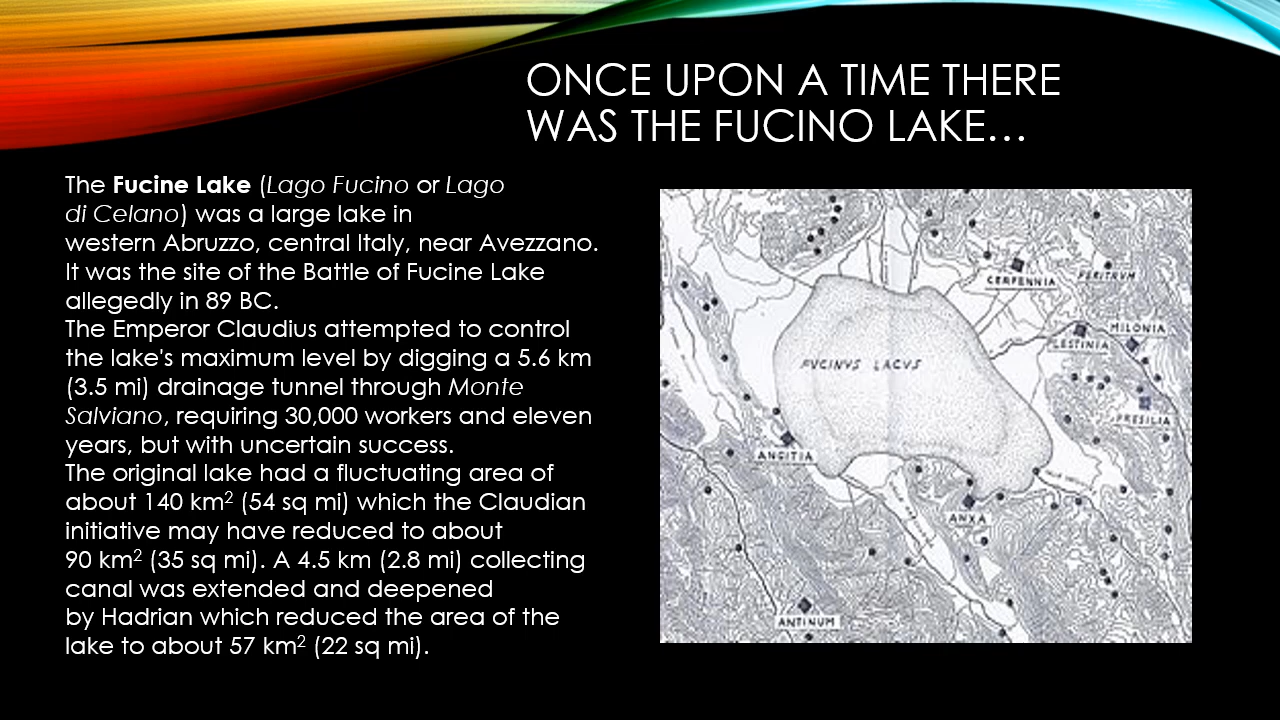 ONCE UPON A TIME THERE
WAS THE FUCINO LAKE…
The Fucine Lake (Lago Fucino or Lago
di Celano) was a large lake in
western Abruzzo, central Italy, near Avezzano.
It was the site of the Battle of Fucine Lake
allegedly in 89 BC.
The Emperor Claudius attempted to control
the lake's maximum level by digging a 5.6 km
(3.5 mi) drainage tunnel through Monte
Salviano, requiring 30,000 workers and eleven
years, but with uncertain success.
The original lake had a fluctuating area of
about 140 km² (54 sq mi) which the Claudian
initiative may have reduced to about
90 km² (35 sq mi). A 4.5 km (2.8 mi) collecting
canal was extended and deepened
by Hadrian which reduced the area of the
lake to about 57 km² (22 sq mi).
CERFENNIA
MILONIA
FUCINVS LACVS
ANGITIA
ANXA
ANTINUM